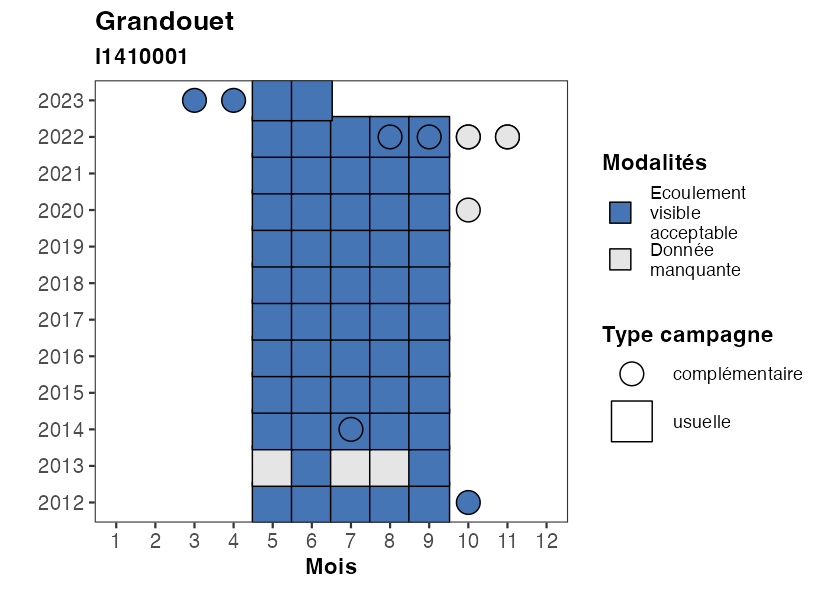 Grandouet
I1410001
2023
2022
2021
2020
2019
2018
2017
2016
2015
2014
2013
2012
1 2 3 4 5 6 7 8 9 10 11 12
Mois
Modalités
Ecoulement
visible
acceptable
Donnée
manquante
Type campagne
complémentaire
usuelle